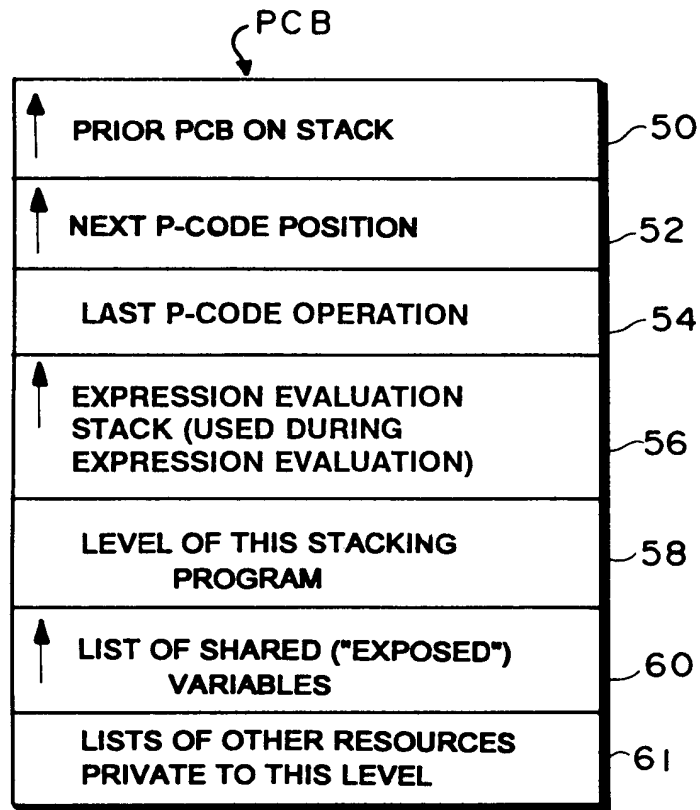 PCB
PRIOR PCB ON STACK
50
NEXT P-CODE POSITION
52
LAST P-CODE OPERATION
54
EXPRESSION EVALUATION
STACK (USED DURING
EXPRESSION EVALUATION)
56
LEVEL OF THIS STACKING
PROGRAM
58
LIST OF SHARED ("EXPOSED")
VARIABLES
60
LISTS OF OTHER RESOURCES
PRIVATE TO THIS LEVEL
61